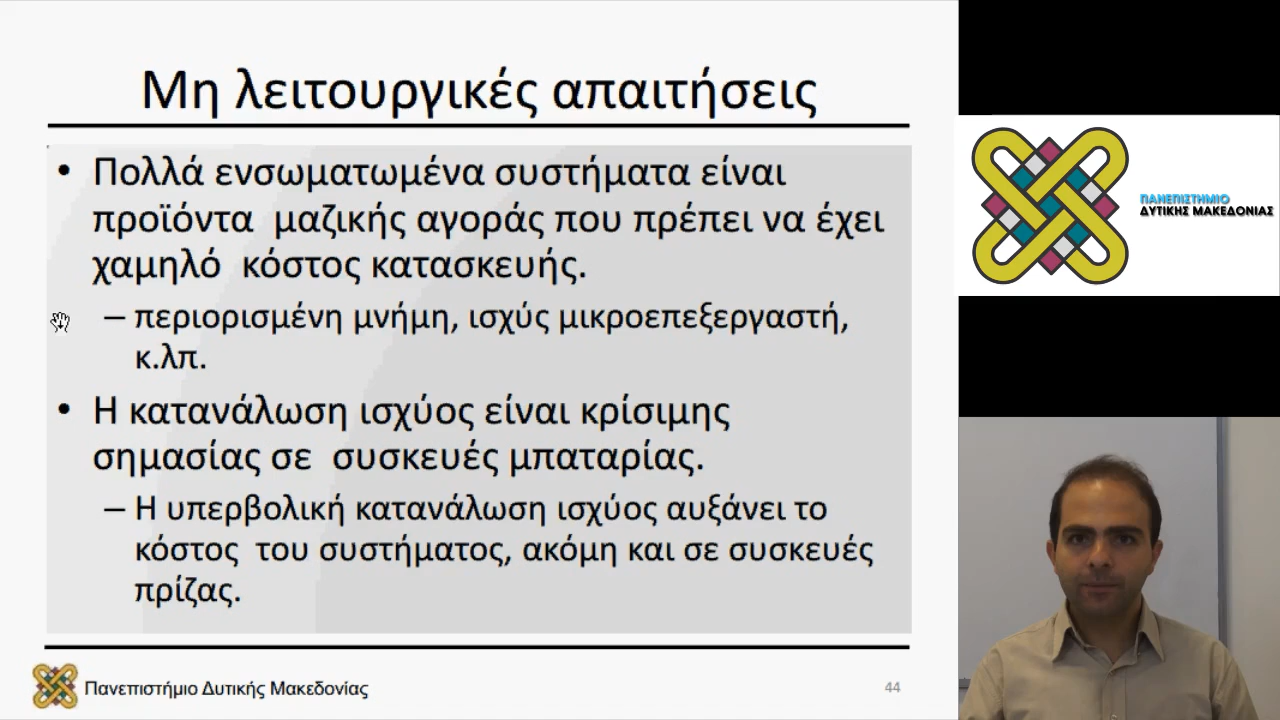 Μη λειτουργικές απαιτήσεις
• Πολλά ενσωματωμένα συστήματα είναι
προϊόντα μαζικής αγοράς που πρέπει να έχει
χαμηλό κόστος κατασκευής.
– περιορισμένη μνήμη, ισχύς μικροεπεξεργαστή,
κ.λπ.
• Η κατανάλωση ισχύος είναι κρίσιμης
σημασίας σε συσκευές μπαταρίας.
– Η υπερβολική κατανάλωση ισχύος αυξάνει το
κόστος του συστήματος, ακόμη και σε συσκευές
πρίζας.
Πανεπιστήμιο Δυτικής Μακεδονίας
44
ΠΑΝΕΠΙΣΤΗΜΙΟ
ΔΥΤΙΚΗΣ ΜΑΚΕΔΟΝΙΑΣ